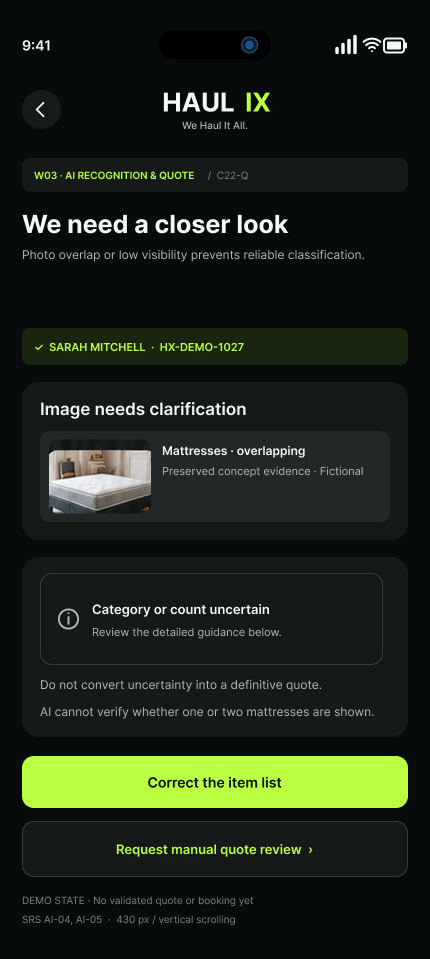 9:41
HAUL IX
We Haul It All.
W03 · AI RECOGNITION & QUOTE / C22-Q
We need a closer look
Photo overlap or low visibility prevents reliable classification.
✓ SARAH MITCHELL · HX-DEMO-1027
Image needs clarification
Mattresses · overlapping
Preserved concept evidence · Fictional
Category or count uncertain
Review the detailed guidance below.
Do not convert uncertainty into a definitive quote.
AI cannot verify whether one or two mattresses are shown.
Correct the item list
Request manual quote review ›
DEMO STATE · No validated quote or booking yet
SRS AI-04, AI-05 · 430 px / vertical scrolling